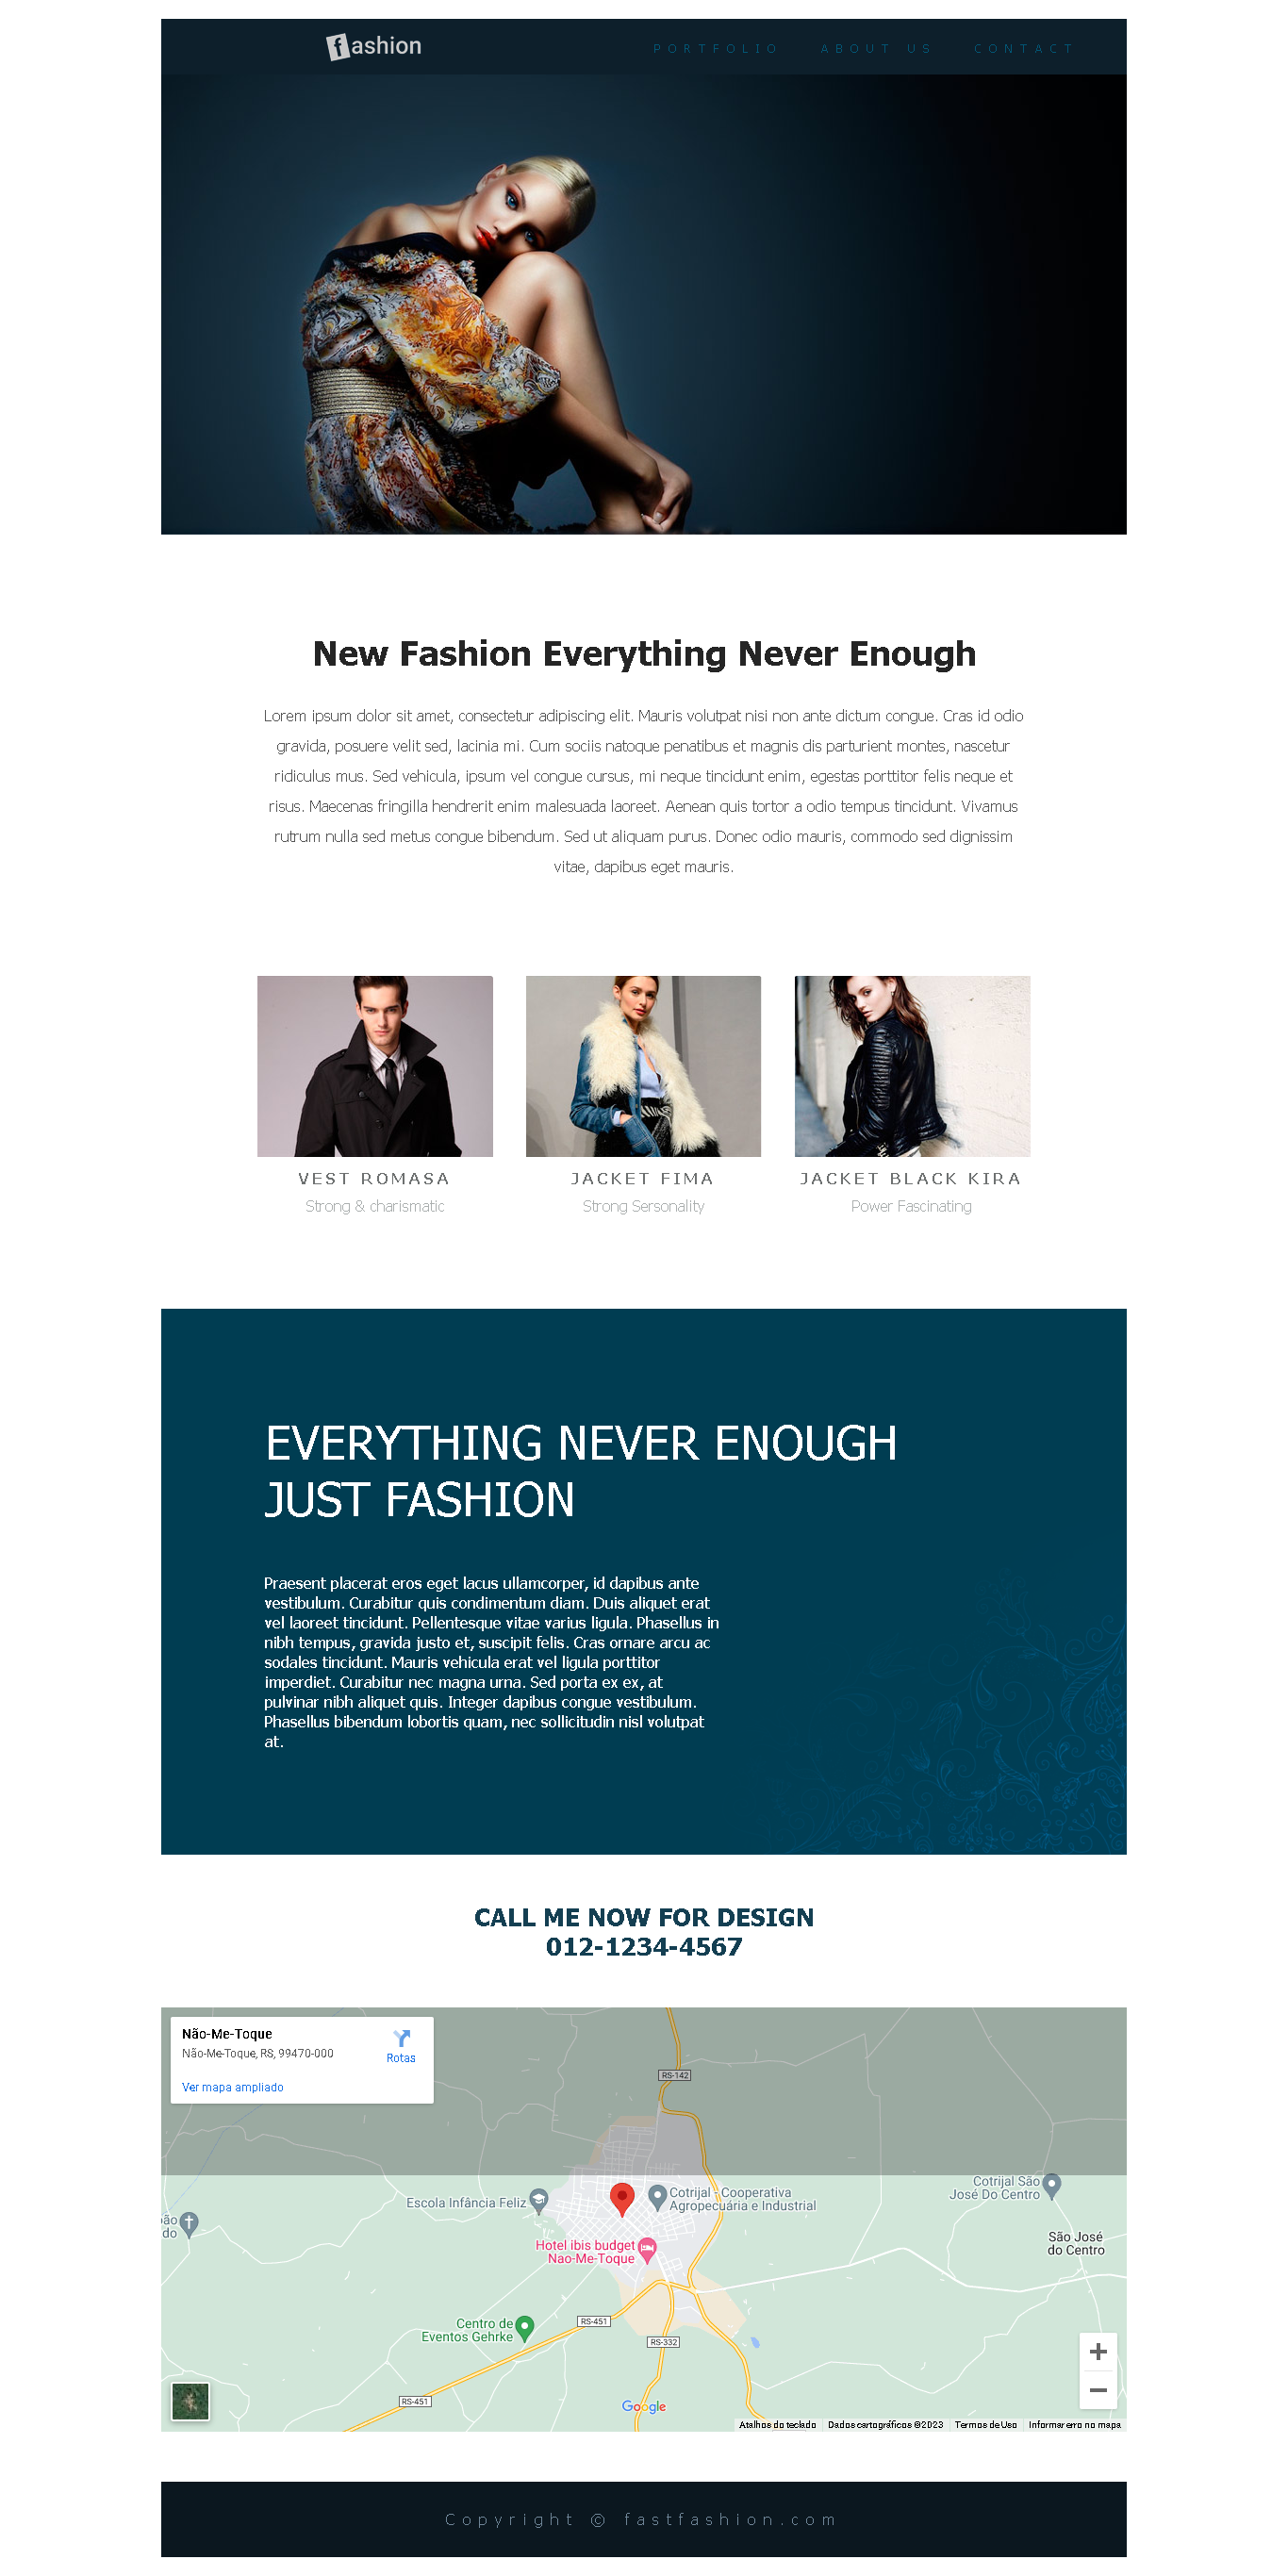 fashion
PORTFOLIO ABOUT US CONTACT
New Fashion Everything Never Enough
Lorem ipsum dolor sit amet, consectetur adipiscing elit. Mauris volutpat nisi non ante dictum congue. Cras id odio
gravida, posuere velit sed, lacinia mi. Cum sociis natoque penatibus et magnis dis parturient montes, nascetur
ridiculus mus. Sed vehicula, ipsum vel congue cursus, mi neque tincidunt enim, egestas porttitor felis neque et
risus. Maecenas fringilla hendrerit enim malesuada laoreet. Aenean quis tortor a odio tempus tincidunt. Vivamus
rutrum nulla sed metus congue bibendum. Sed ut aliquam purus. Donec odio mauris, commodo sed dignissim
vitae, dapibus eget mauris.
VEST ROMASA
Strong & charismatic
JACKET FIMA
Strong Sersonality
JACKET BLACK KIRA
Power Fascinating
EVERYTHING NEVER ENOUGH
JUST FASHION
Praesent placerat eros eget lacus ullamcorper, id dapibus ante
vestibulum. Curabitur quis condimentum diam. Duis aliquet erat
vel laoreet tincidunt. Pellentesque vitae varius ligula. Phasellus in
nibh tempus, gravida justo et, suscipit felis. Cras ornare arcu ac
sodales tincidunt. Mauris vehicula erat vel ligula porttitor
imperdiet. Curabitur nec magna urna. Sed porta ex ex, at
pulvinar nibh aliquet quis. Integer dapibus congue vestibulum.
Phasellus bibendum lobortis quam, nec sollicitudin nisl volutpat
at.
CALL ME NOW FOR DESIGN
012-1234-4567
Não-Me-Toque
Não-Me-Toque, RS, 99470-000
Rotas
Ver mapa ampliado
RS-142
Escola Infância Feliz
Cotrijal - Cooperativa
Agropecuária e Industrial
Cotrijal São
José Do Centro
ão
do
São José
do Centro
Hotel ibis budget
Nao-Me-Toque
Centro de
Eventos Gehrke
RS-451
RS-332
RS-451
Google
Atalhos do teclado Dados cartográficos ©2023 Termos de Uso Informar erro no mapa
Copyright © fastfashion.com